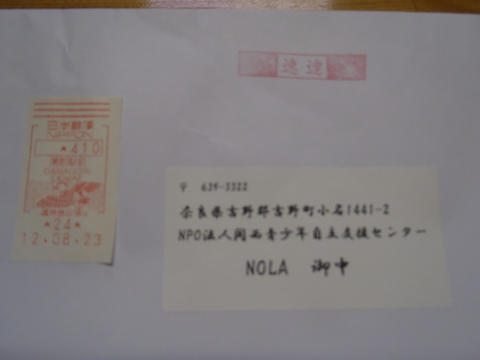 速達
日本郵便
NIPPON
*410
*24*
12.08.23
〒 639-3322
奈良県吉野郡吉野町小名1441-2
NPO法人関西青少年自立支援センター
NOLA 御中